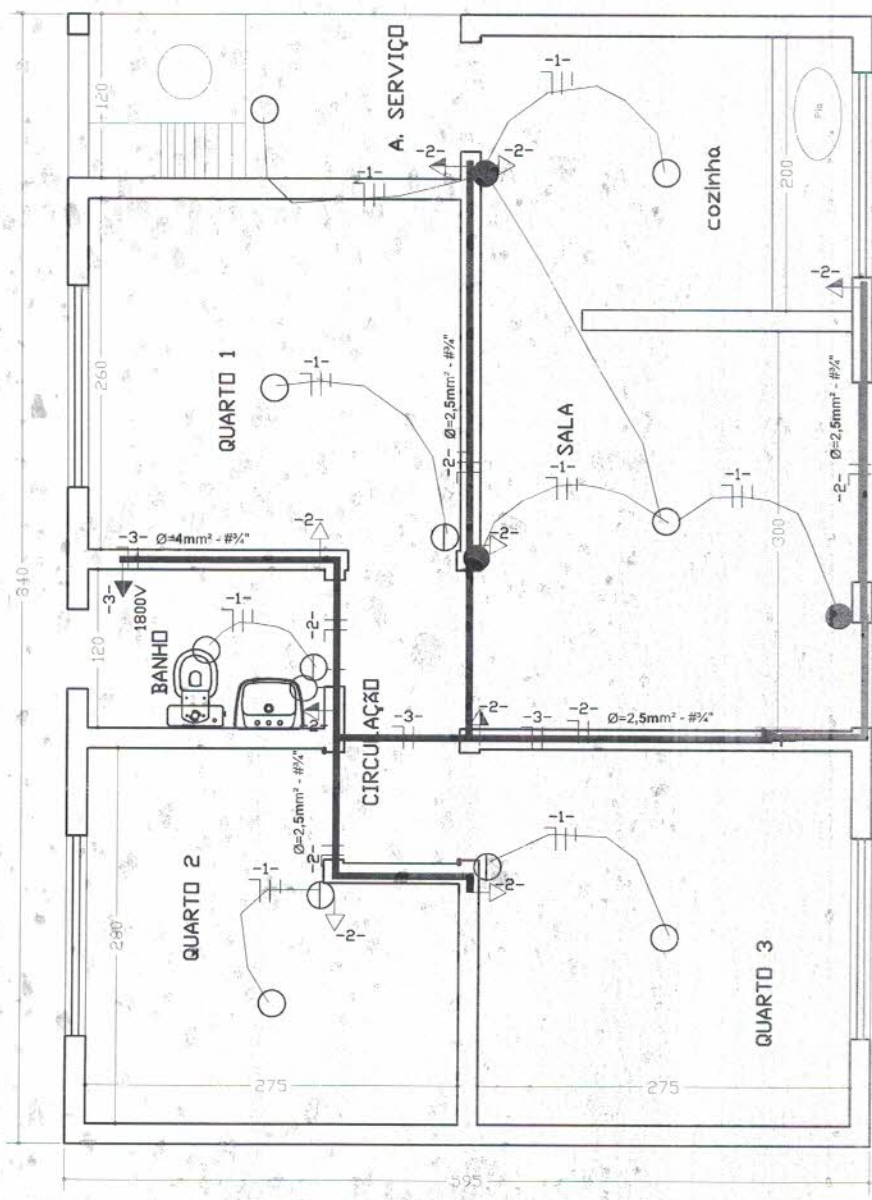 120
A. SERVIÇO
-1-
-2-
-2-
-1-
cozinha
200
Pia
-2-
260
QUARTO 1
-1-
-2- Ø=2,5mm² - #¾"
SALA
-1-
-2-
-1-
300
-2- Ø=2,5mm² - #¾"
840
-3- Ø=4mm² - #¾"
-2-
-3-
1800V
120
BANHO
-1-
-2-
-2-
CIRCULAÇÃO
-3-
-2-
-3-
-2-
Ø=2,5mm² - #¾"
Ø=2,5mm² - #¾"
-2-
280
QUARTO 2
-1-
-2-
-1-
-2-
QUARTO 3
275
275
595